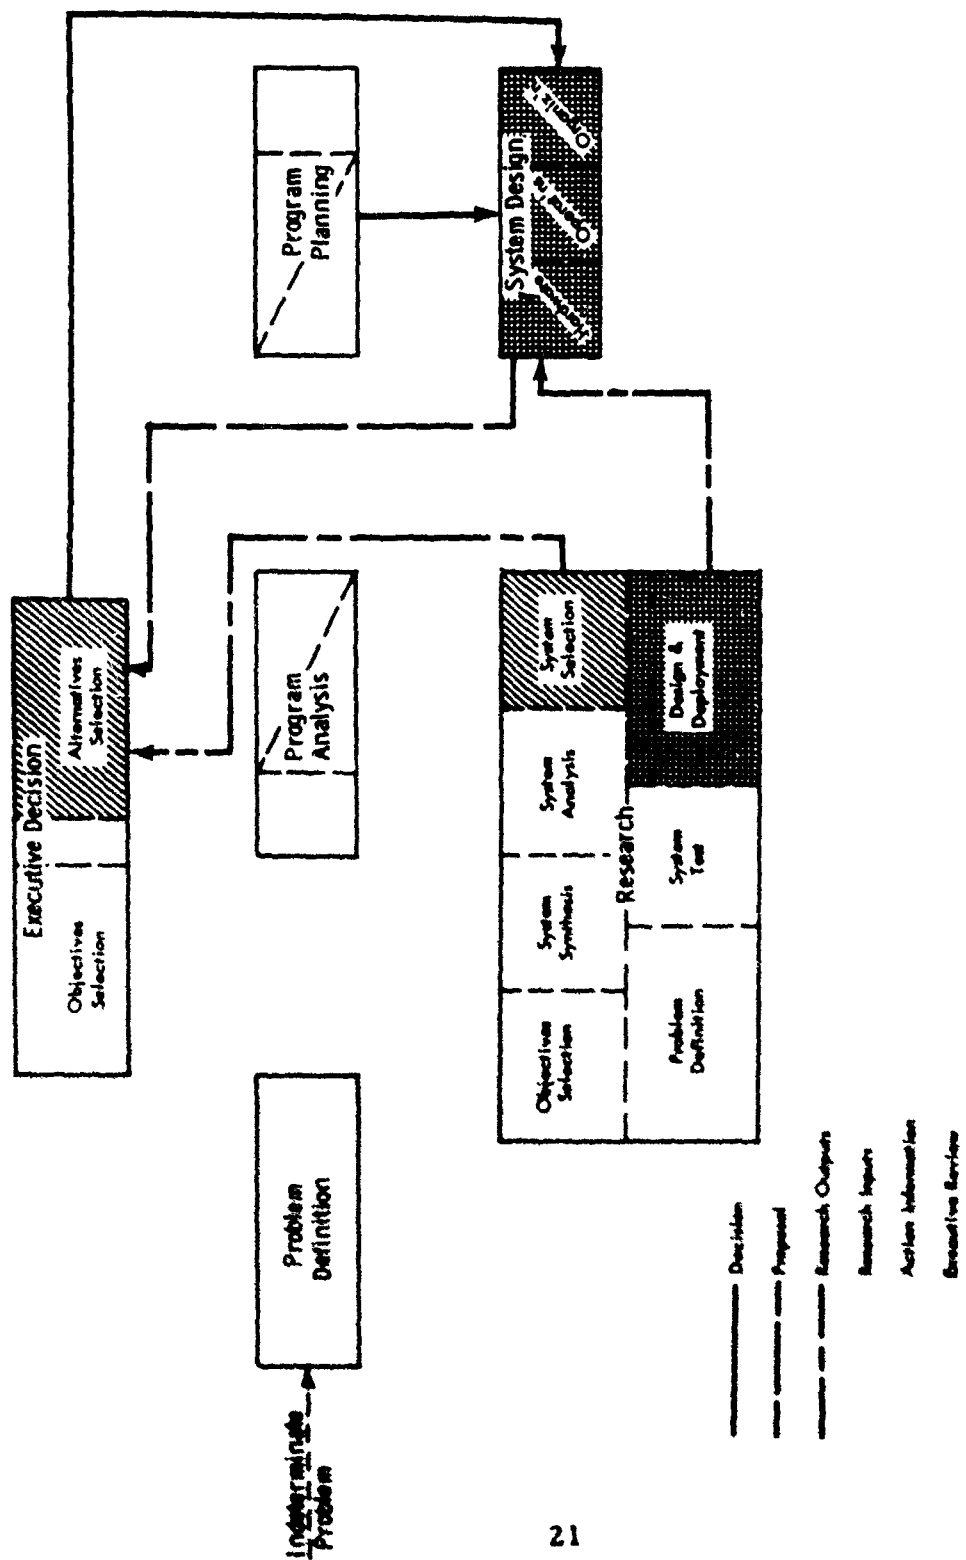 Executive Decision
Objectives
Selection
Alternatives
Selection
Indeterminate
Problem
Problem
Definition
Program
Analysis
Program
Planning
System Design
Hardware
Objectives
Selection
System
Synthesis
System
Analysis
System
Selection
Research
Problem
Definition
System
Test
Design &
Deployment
Decision
Proposal
Research Outputs
Research Inputs
Action Information
Executive Review
21